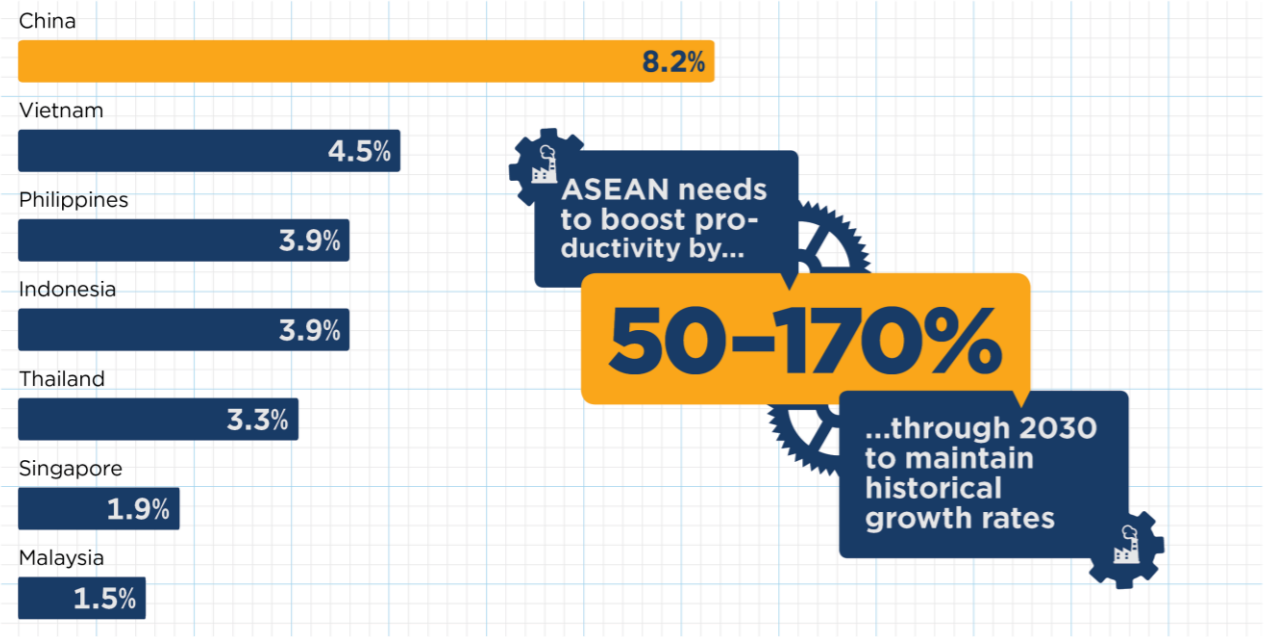 China
8.2%
Vietnam
4.5%
Philippines
3.9%
Indonesia
3.9%
Thailand
3.3%
Singapore
1.9%
Malaysia
1.5%
ASEAN needs
to boost pro-
ductivity by...
50–170%
...through 2030
to maintain
historical
growth rates